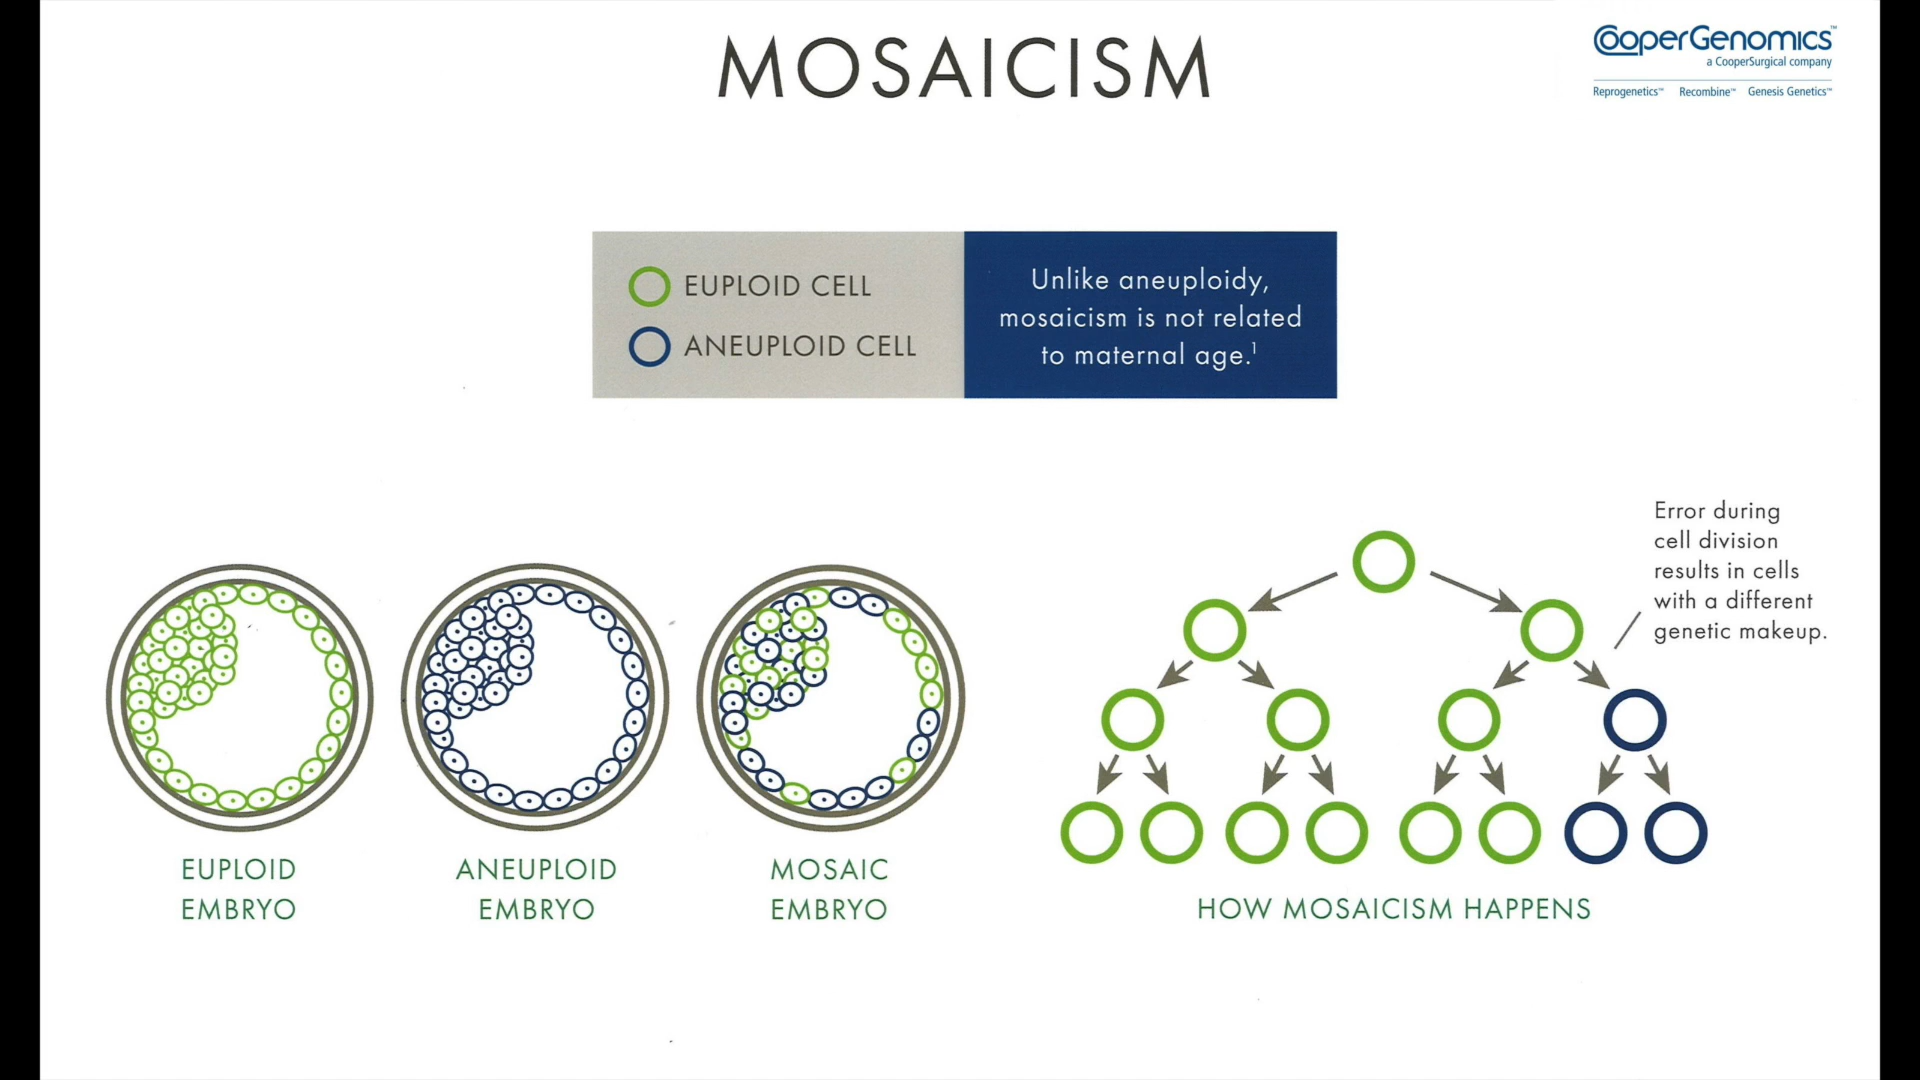 MOSAICISM
CooperGenomics™
a CooperSurgical company
Reprogenetics™ Recombine™ Genesis Genetics™
EUPLOID CELL
ANEUPLOID CELL
Unlike aneuploidy,
mosaicism is not related
to maternal age.¹
EUPLOID
EMBRYO
ANEUPLOID
EMBRYO
MOSAIC
EMBRYO
Error during
cell division
results in cells
with a different
genetic makeup.
HOW MOSAICISM HAPPENS